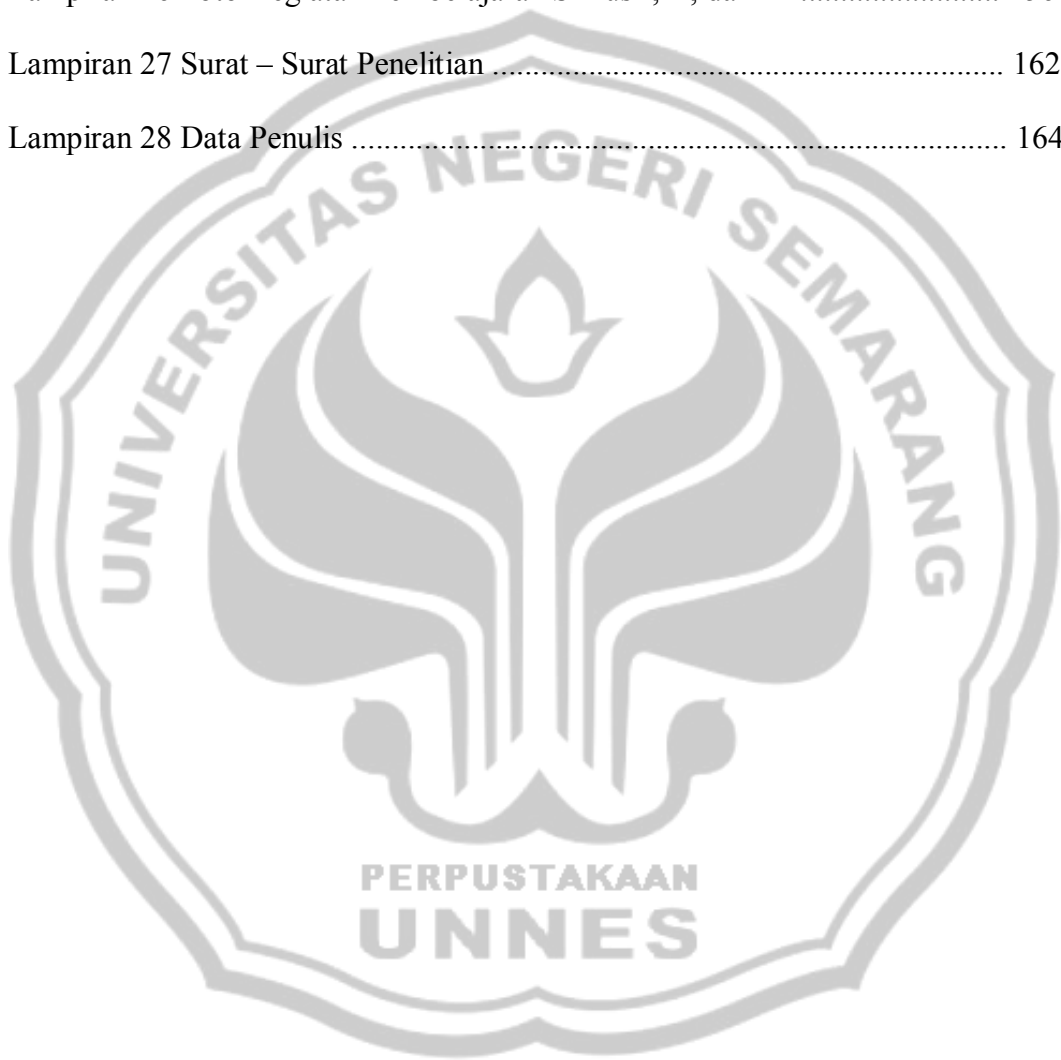 Lampiran 27 Surat – Surat Penelitian ............................................................... 162
Lampiran 28 Data Penulis ................................................................................ 164
UNIVERSITAS NEGERI SEMARANG
PERPUSTAKAAN
UNNES